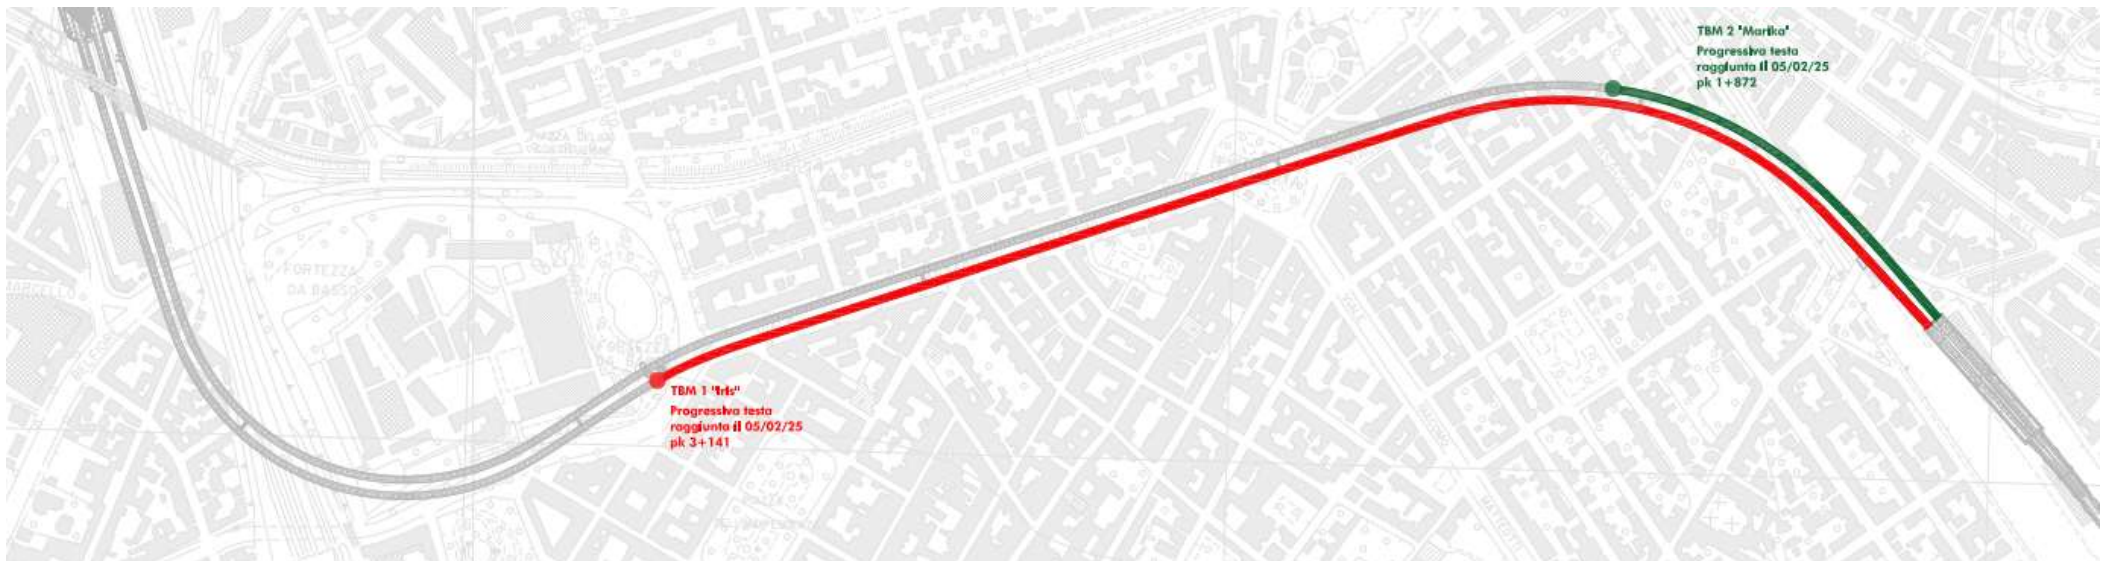 TBM 2 "Marika"
Progressiva testa
raggiunta il 05/02/25
pk 1+872
FORTEZZA
DA BASSO
TBM 1 "Iris"
Progressiva testa
raggiunta il 05/02/25
pk 3+141